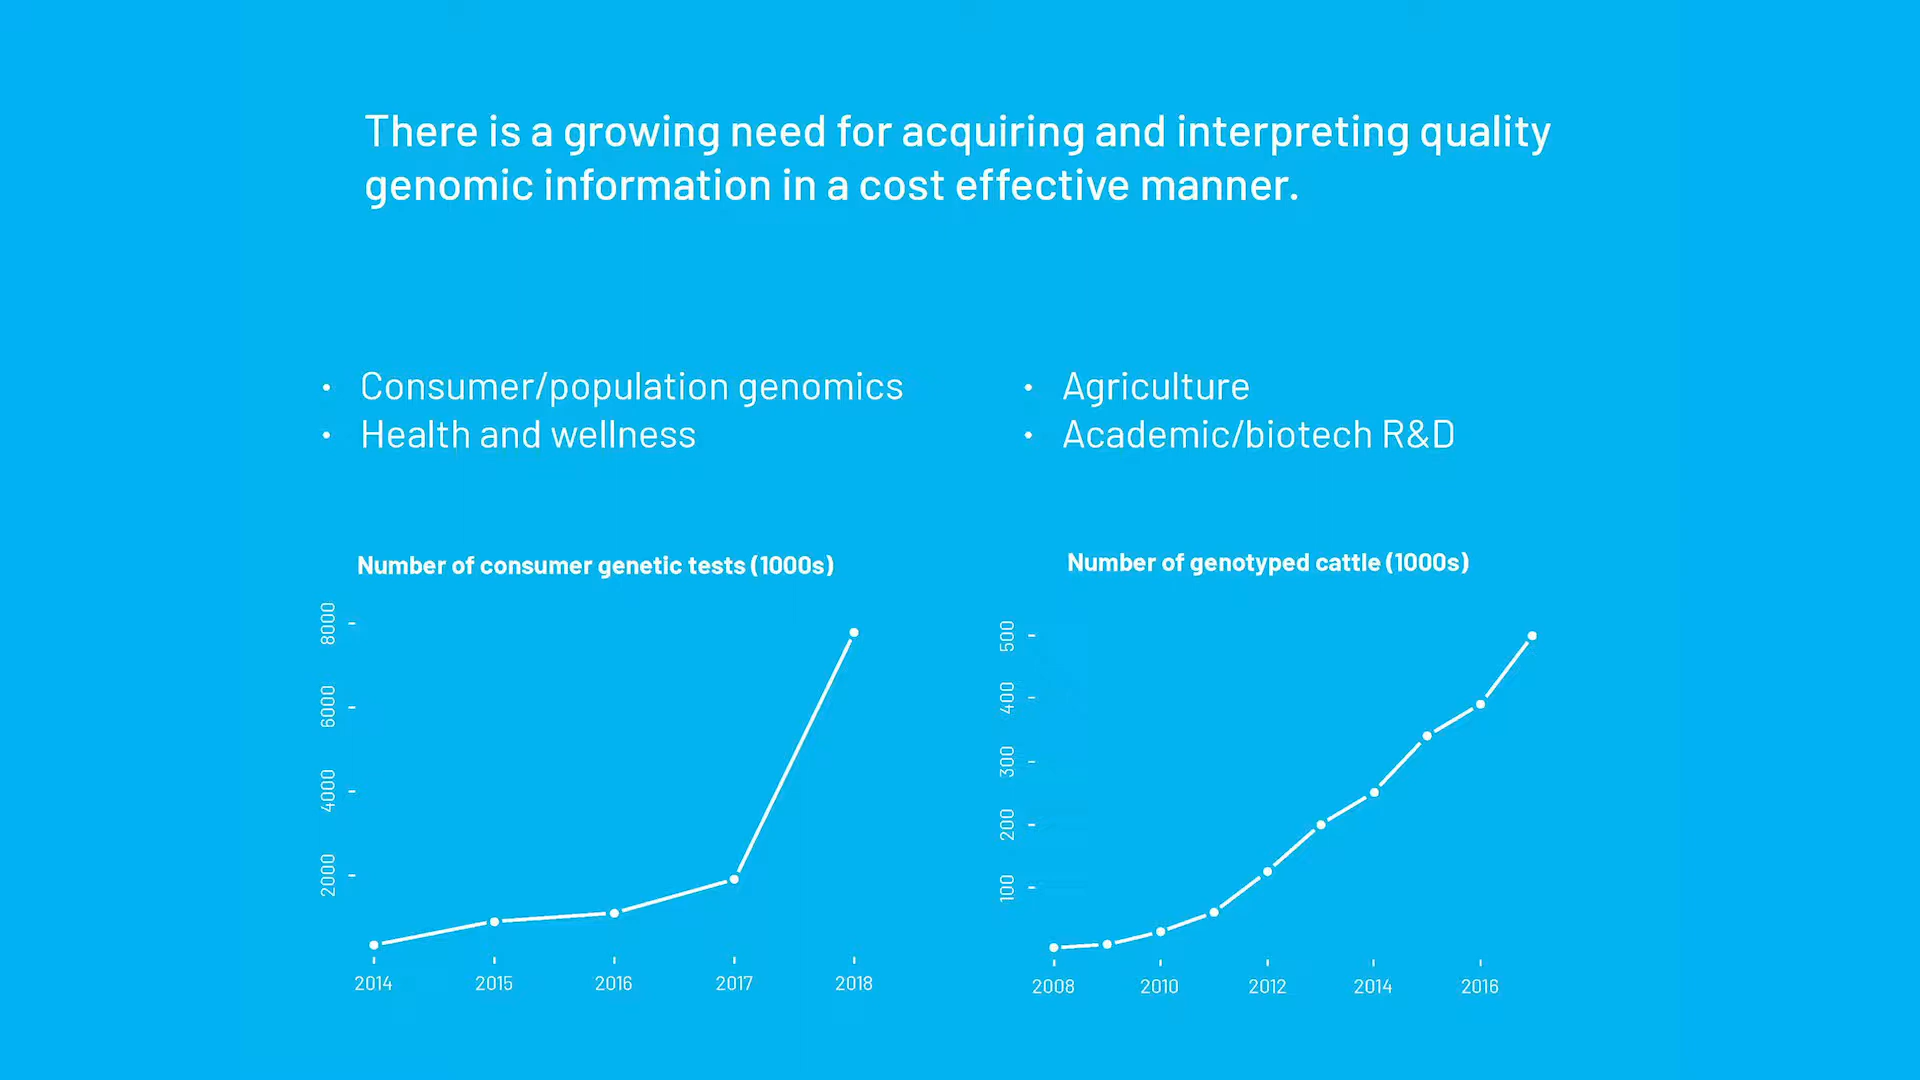 There is a growing need for acquiring and interpreting quality
genomic information in a cost effective manner.
• Consumer/population genomics
• Health and wellness
• Agriculture
• Academic/biotech R&D
Number of consumer genetic tests (1000s)
8000
6000
4000
2000
2014 2015 2016 2017 2018
Number of genotyped cattle (1000s)
500
400
300
200
100
2008 2010 2012 2014 2016